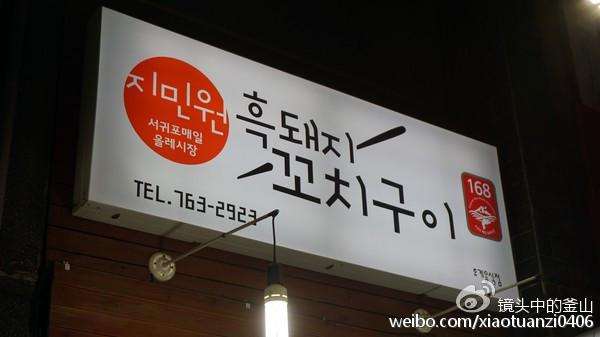 지민원
서귀포매일
올레시장
흑돼지
꼬치구이
TEL.763-2923
168
镜头中的釜山
weibo.com/xiaotuanzi0406